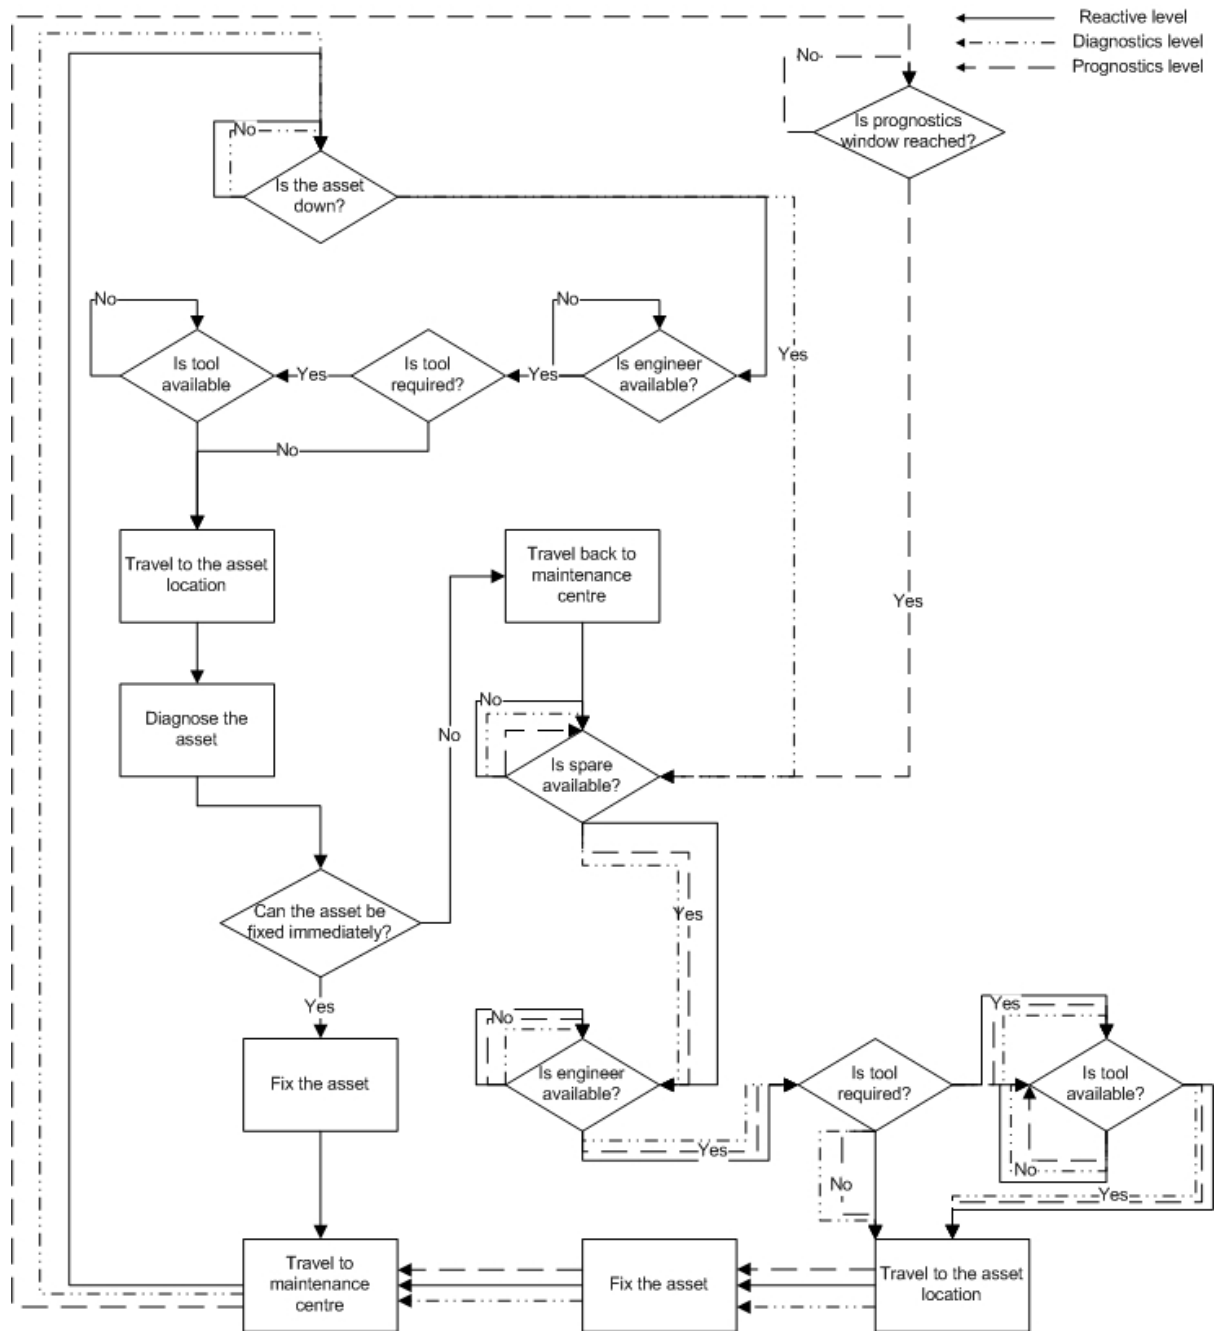 Reactive level
Diagnostics level
Prognostics level
No
Is prognostics
window reached?
No
Is the asset
down?
No
No
Yes
Is tool
available
Yes
Is tool
required?
Yes
Is engineer
available?
No
Travel to the asset
location
Travel back to
maintenance
centre
Yes
Diagnose the
asset
No
No
Is spare
available?
Can the asset be
fixed immediately?
Yes
Yes
No
Yes
Fix the asset
Is engineer
available?
Is tool
required?
Is tool
available?
Yes
No
No
Yes
Travel to
maintenance
centre
Fix the asset
Travel to the asset
location